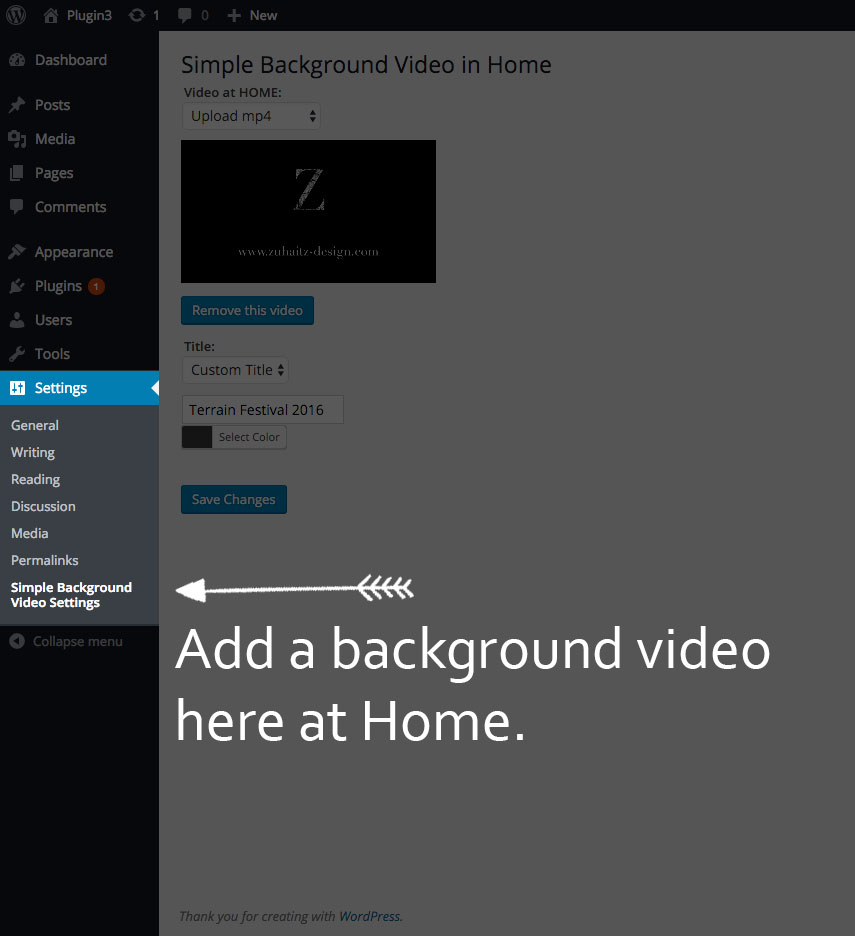 Plugin3 1 0 New
Dashboard
Posts
Media
Pages
Comments
Appearance
Plugins 1
Users
Tools
Settings
General
Writing
Reading
Discussion
Media
Permalinks
Simple Background
Video Settings
Collapse menu
Simple Background Video in Home
Video at HOME:
Upload mp4
Z
www.zuhaitz-design.com
Remove this video
Title:
Custom Title
Terrain Festival 2016
Select Color
Save Changes
Add a background video
here at Home.
Thank you for creating with WordPress.